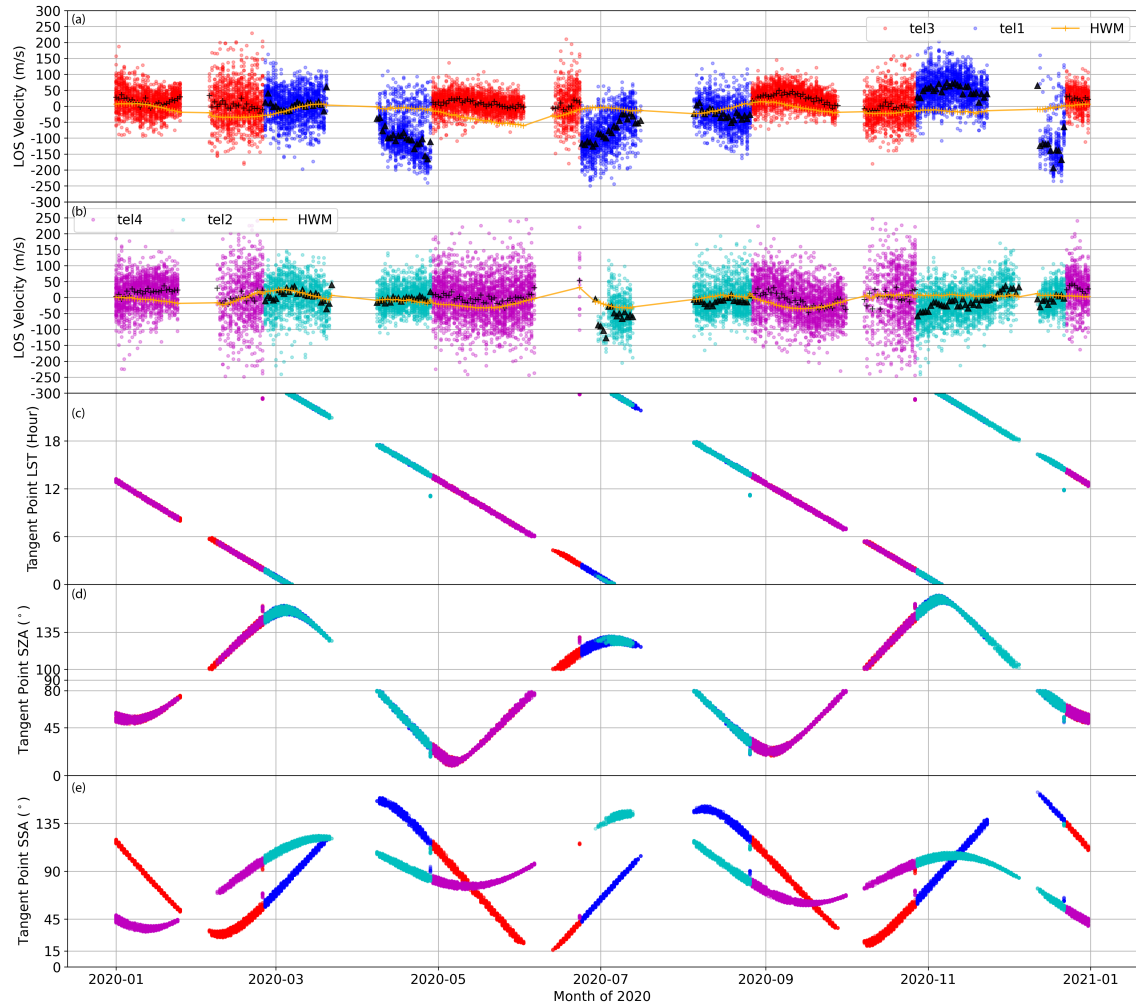 300
(a)
tel3 tel1 HWM
250
200
150
100
50
0
-50
-100
-150
-200
-250
-300
LOS Velocity (m/s)
(b)
tel4 tel2 HWM
250
200
150
100
50
0
-50
-100
-150
-200
-250
-300
LOS Velocity (m/s)
(c)
18
12
6
0
Tangent Point LST (Hour)
(d)
135
100
90
80
45
0
Tangent Point SZA (°)
(e)
135
90
45
15
0
Tangent Point SSA (°)
2020-01 2020-03 2020-05 2020-07 2020-09 2020-11 2021-01
Month of 2020